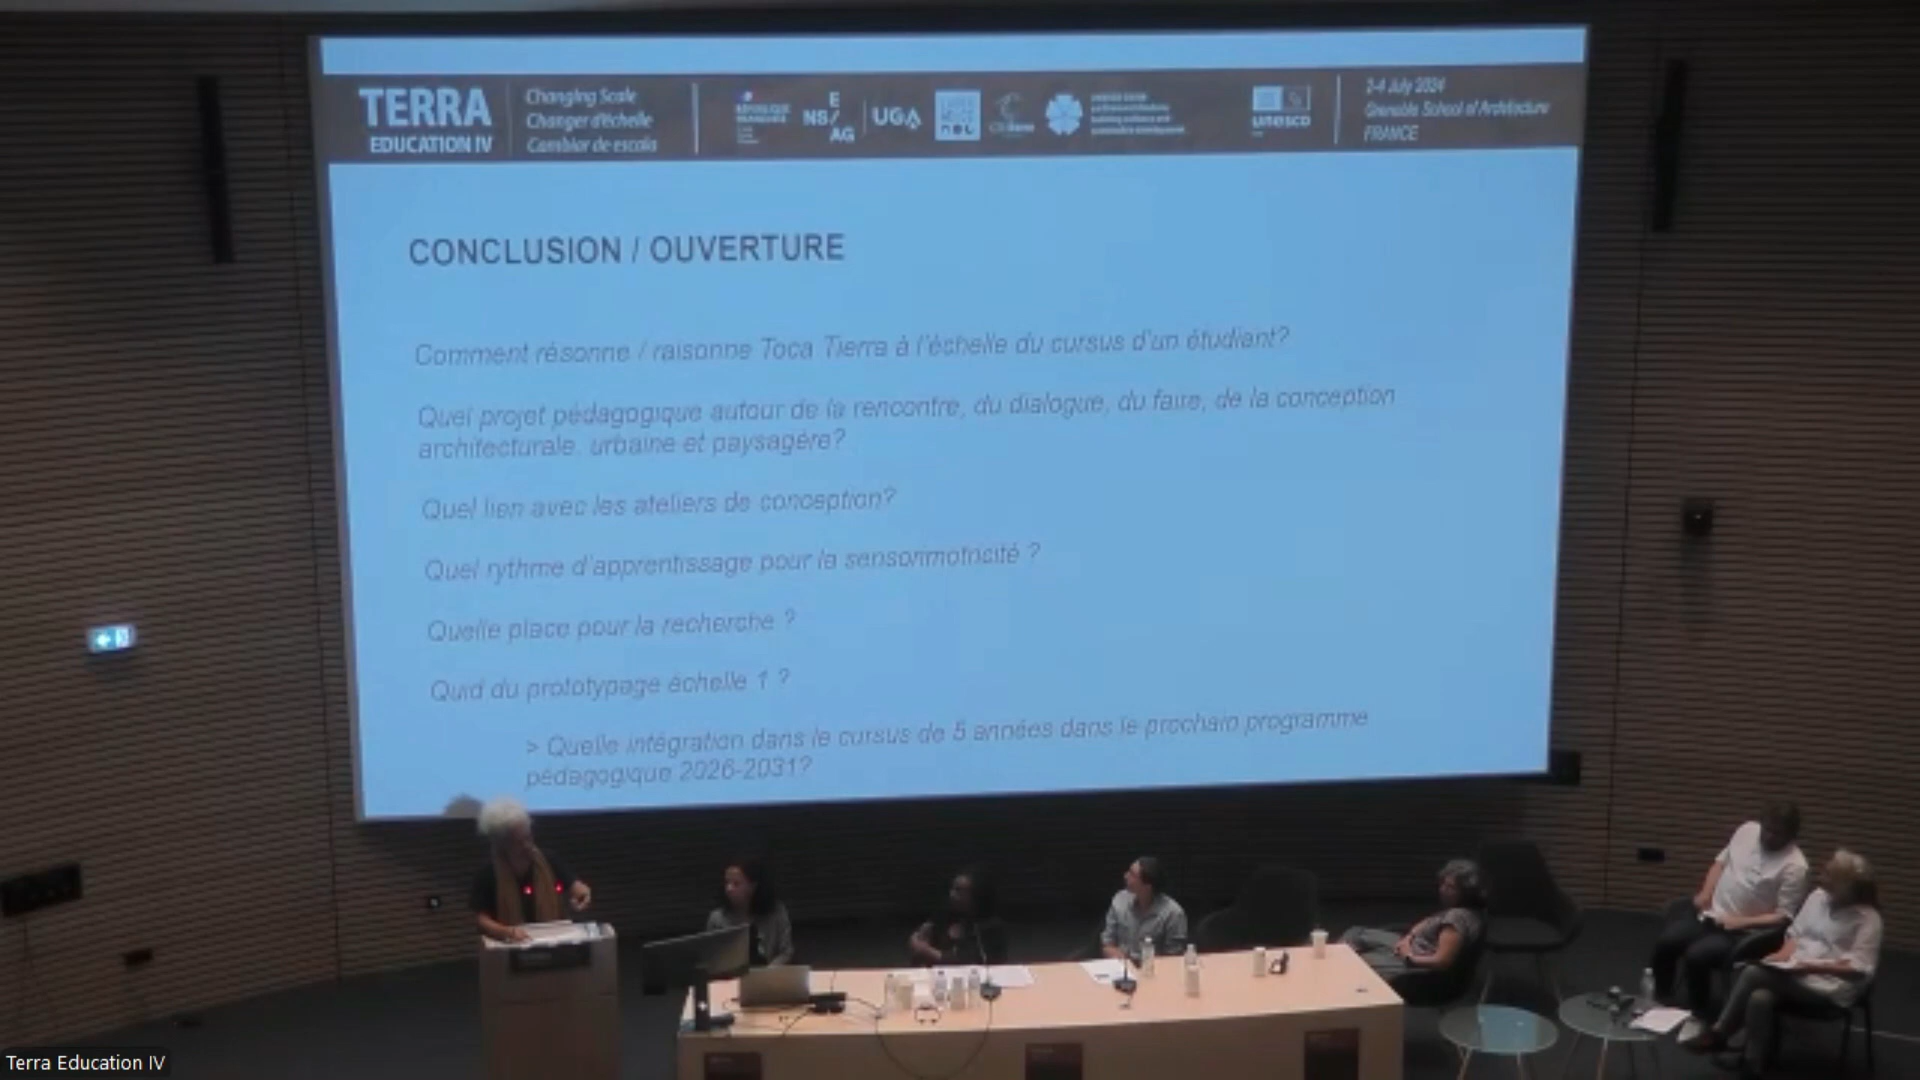 TERRA
EDUCATION IV
Changing Scale
Changer d'échelle
Cambiar de escala
RÉPUBLIQUE
FRANÇAISE
E
NS/
AG
UGA
unesco
2-4 July 2024
Grenoble School of Architecture
FRANCE
CONCLUSION / OUVERTURE
Comment résonne / raisonne Toca Tierra à l'échelle du cursus d'un étudiant?
Quel projet pédagogique autour de la rencontre, du dialogue, du faire, de la conception
architecturale, urbaine et paysagère?
Quel lien avec les ateliers de conception?
Quel rythme d'apprentissage pour la sensorimotricité ?
Quelle place pour la recherche ?
Quid du prototypage échelle 1 ?
> Quelle intégration dans le cursus de 5 années dans le prochain programme
pédagogique 2026-2031?
Terra Education IV